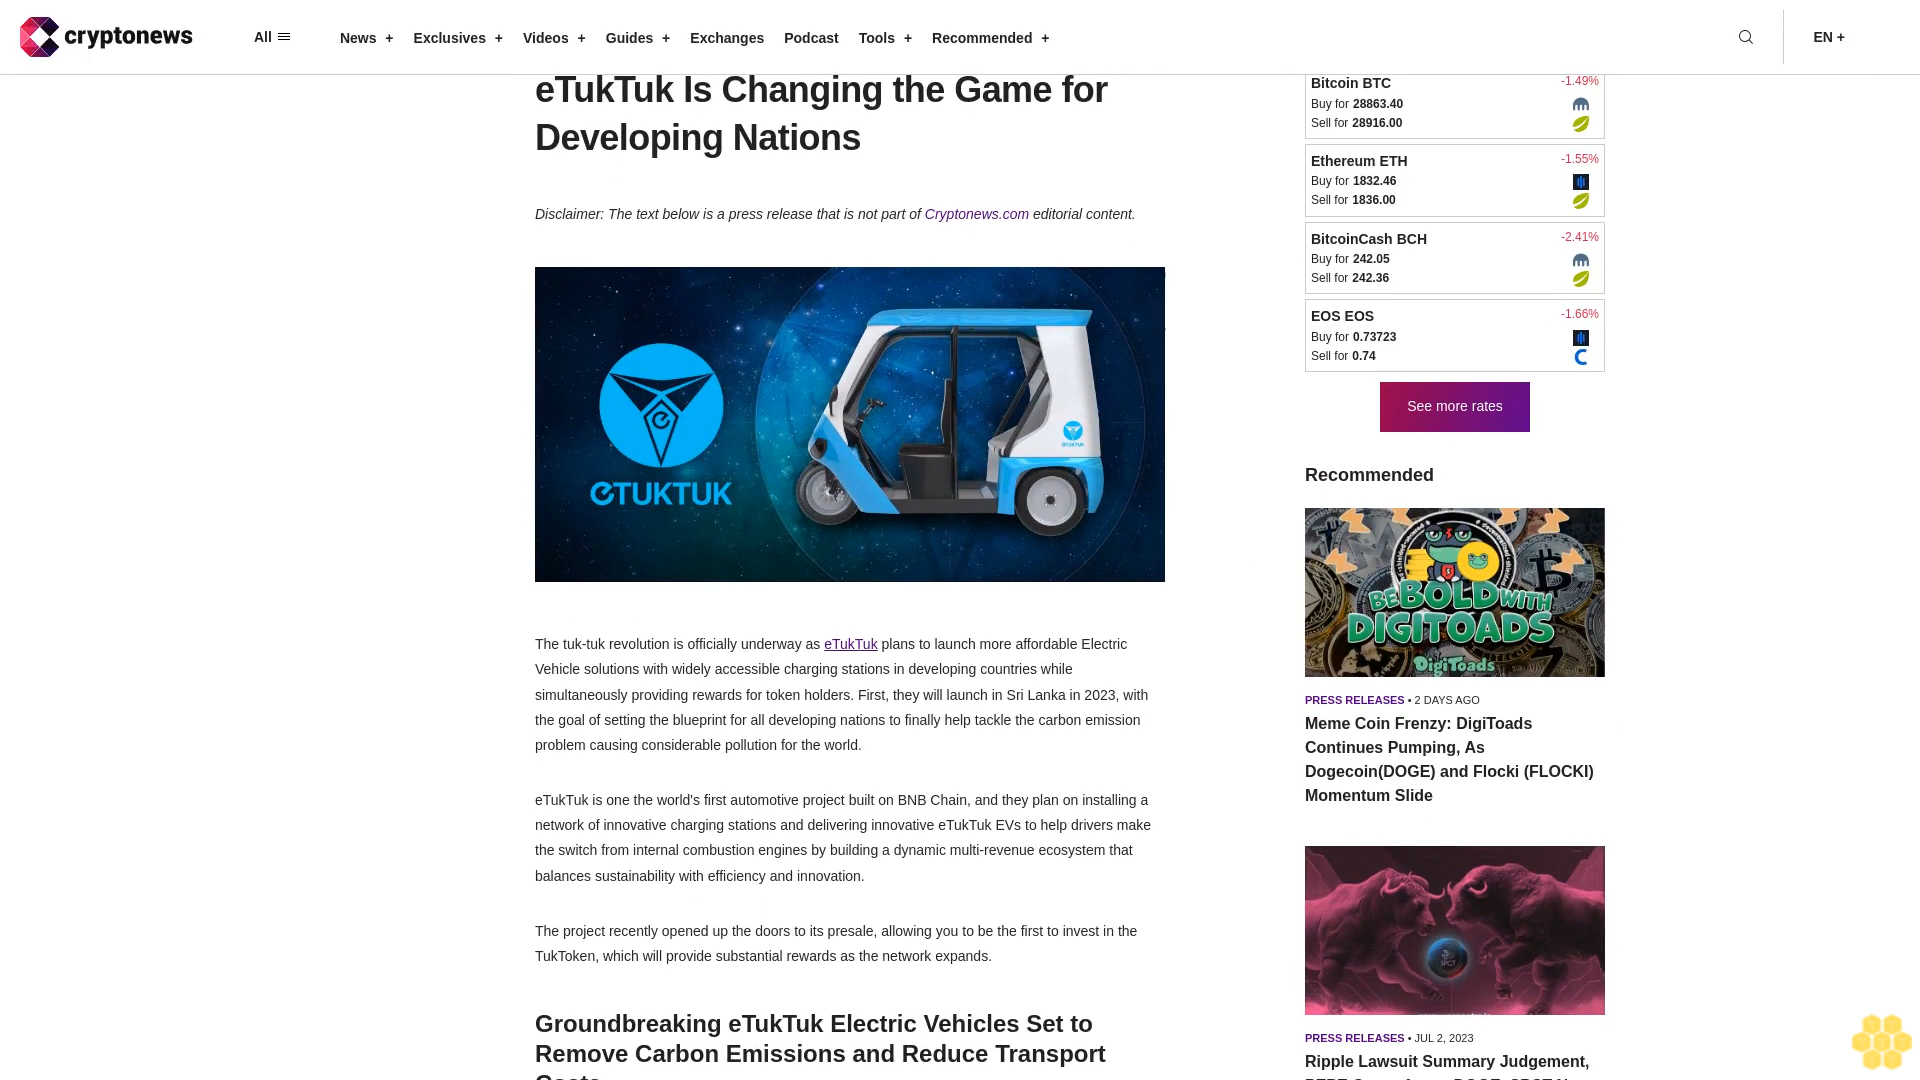 cryptonews
All
News +
Exclusives +
Videos +
Guides +
Exchanges
Podcast
Tools +
Recommended +
EN +
eTukTuk Is Changing the Game for
Developing Nations
Disclaimer: The text below is a press release that is not part of Cryptonews.com editorial content.
eTUKTUK
eTUKTUK
The tuk-tuk revolution is officially underway as eTukTuk plans to launch more affordable Electric
Vehicle solutions with widely accessible charging stations in developing countries while
simultaneously providing rewards for token holders. First, they will launch in Sri Lanka in 2023, with
the goal of setting the blueprint for all developing nations to finally help tackle the carbon emission
problem causing considerable pollution for the world.
eTukTuk is one the world's first automotive project built on BNB Chain, and they plan on installing a
network of innovative charging stations and delivering innovative eTukTuk EVs to help drivers make
the switch from internal combustion engines by building a dynamic multi-revenue ecosystem that
balances sustainability with efficiency and innovation.
The project recently opened up the doors to its presale, allowing you to be the first to invest in the
TukToken, which will provide substantial rewards as the network expands.
Groundbreaking eTukTuk Electric Vehicles Set to
Remove Carbon Emissions and Reduce Transport
Costs
Bitcoin BTC -1.49%
Buy for 28863.40
Sell for 28916.00
Ethereum ETH -1.55%
Buy for 1832.46
Sell for 1836.00
BitcoinCash BCH -2.41%
Buy for 242.05
Sell for 242.36
EOS EOS -1.66%
Buy for 0.73723
Sell for 0.74
See more rates
Recommended
BE BOLD WITH
DIGITOADS
DigiToads
PRESS RELEASES • 2 DAYS AGO
Meme Coin Frenzy: DigiToads
Continues Pumping, As
Dogecoin(DOGE) and Flocki (FLOCKI)
Momentum Slide
PRESS RELEASES • JUL 2, 2023
Ripple Lawsuit Summary Judgement,